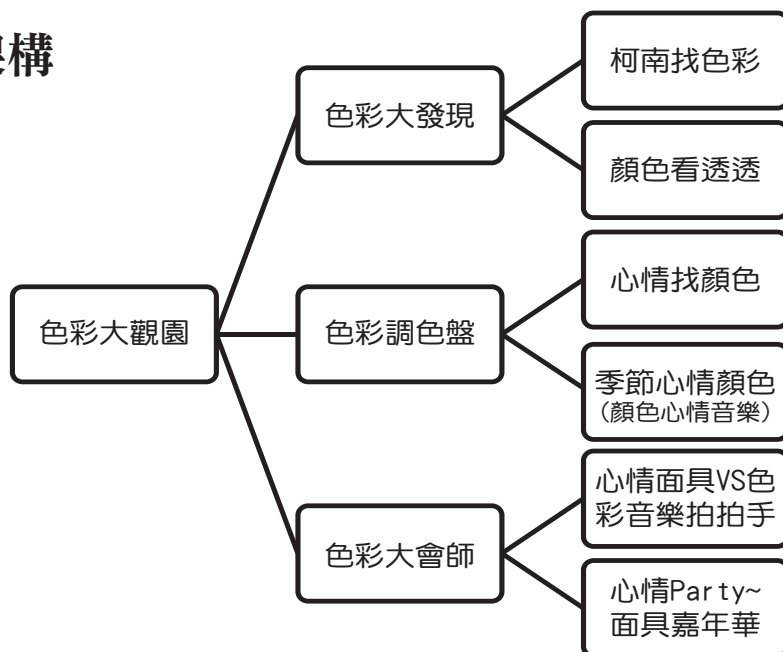 構
色彩大觀園
色彩大發現
柯南找色彩
顏色看透透
色彩調色盤
心情找顏色
季節心情顏色
(顏色心情音樂)
色彩大會師
心情面具VS色
彩音樂拍拍手
心情Party~
面具嘉年華